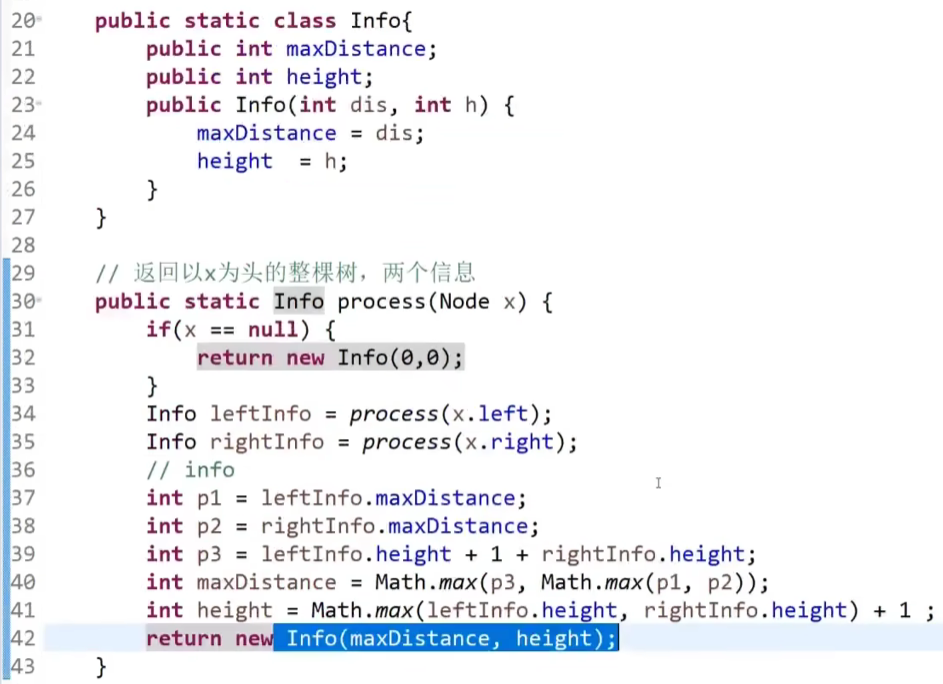 20 public static class Info{
21 public int maxDistance;
22 public int height;
23 public Info(int dis, int h) {
24 maxDistance = dis;
25 height  = h;
26 }
27 }
28
29 // 返回以x为头的整棵树，两个信息
30 public static Info process(Node x) {
31 if(x == null) {
32 return new Info(0,0);
33 }
34 Info leftInfo = process(x.left);
35 Info rightInfo = process(x.right);
36 // info
37 int p1 = leftInfo.maxDistance;
38 int p2 = rightInfo.maxDistance;
39 int p3 = leftInfo.height + 1 + rightInfo.height;
40 int maxDistance = Math.max(p3, Math.max(p1, p2));
41 int height = Math.max(leftInfo.height, rightInfo.height) + 1 ;
42 return new Info(maxDistance, height);
43 }